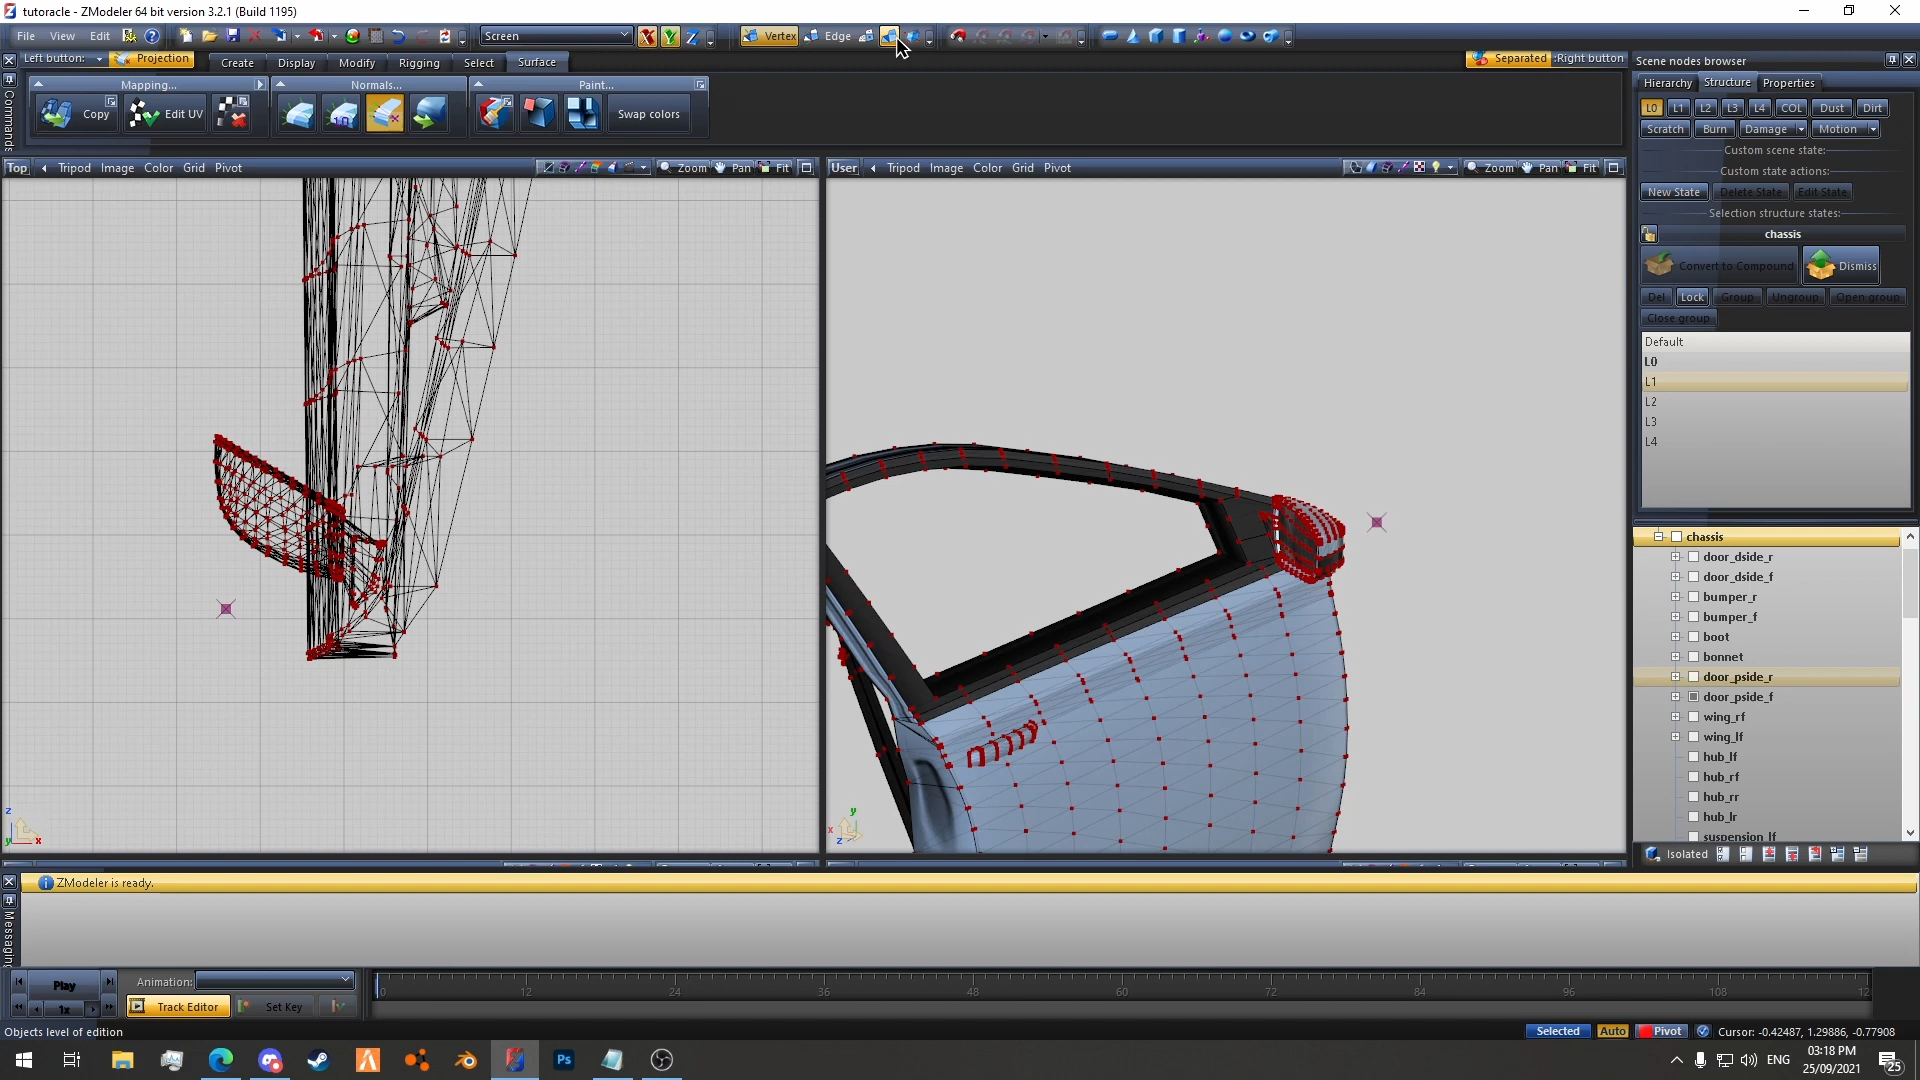 tutoracle - ZModeler 64 bit version 3.2.1 (Build 1195)
File View Edit Screen Vertex Edge
Left button: Projection Create Display Modify Rigging Select Surface Separated :Right button
Mapping... Normals... Paint...
Copy Edit UV Swap colors
Commands
Top Tripod Image Color Grid Pivot Zoom Pan Fit
User Tripod Image Color Grid Pivot Zoom Pan Fit
Scene nodes browser
Hierarchy Structure Properties
L0 L1 L2 L3 L4 COL Dust Dirt
Scratch Burn Damage Motion
Custom scene state:
Custom state actions:
New State Delete State Edit State
Selection structure states:
chassis
Convert to Compound Dismiss
Del Lock Group Ungroup Open group
Close group
Default
L0
L1
L2
L3
L4
chassis
door_dside_r
door_dside_f
bumper_r
bumper_f
boot
bonnet
door_pside_r
door_pside_f
wing_rf
wing_lf
hub_lf
hub_rf
hub_rr
hub_lr
suspension_lf
Isolated
z
y x
y
x
z
ZModeler is ready.
Messaging
Play Animation:
1x Track Editor Set Key
0 12 24 36 48 60 72 84 96 108 12
Objects level of edition Selected Auto Pivot Cursor: -0.42487, 1.29886, -0.77908
Ps ENG 03:18 PM
25/09/2021 25